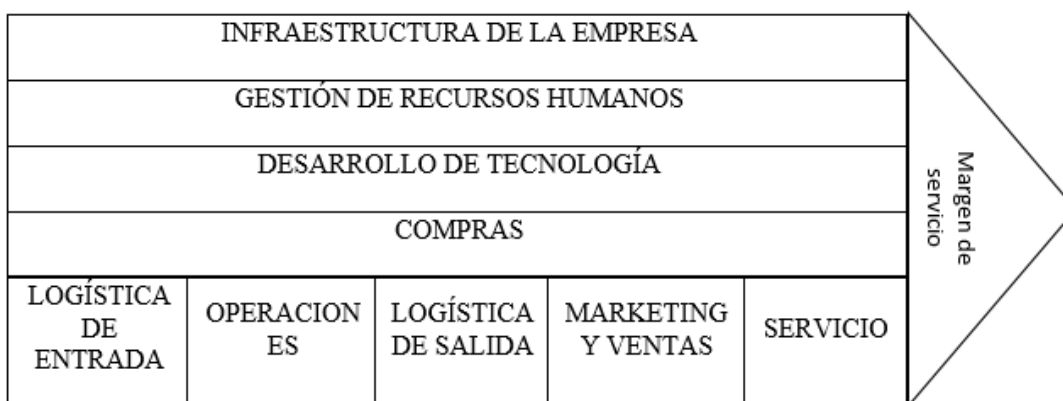 INFRAESTRUCTURA DE LA EMPRESA
GESTIÓN DE RECURSOS HUMANOS
DESARROLLO DE TECNOLOGÍA
COMPRAS
LOGÍSTICA
DE
ENTRADA
OPERACION
ES
LOGÍSTICA
DE SALIDA
MARKETING
Y VENTAS
SERVICIO
Margen de
servicio